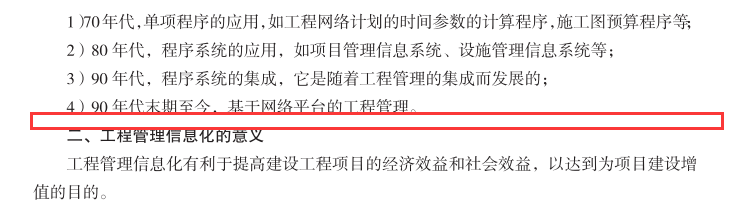 1)70年代,单项程序的应用,如工程网络计划的时间参数的计算程序,施工图预算程序等;
2）80年代，程序系统的应用，如项目管理信息系统、设施管理信息系统等；
3）90年代，程序系统的集成，它是随着工程管理的集成而发展的；
4）90年代末期至今，基于网络平台的工程管理。
二、工程管理信息化的意义
工程管理信息化有利于提高建设工程项目的经济效益和社会效益，以达到为项目建设增
值的目的。